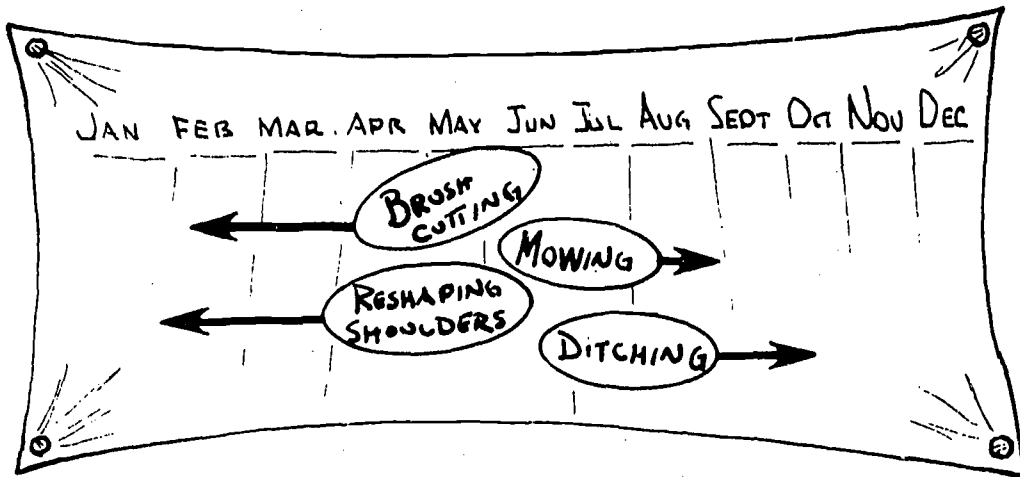 JAN FEB MAR. APR MAY JUN JUL AUG SEPT OCT NOV DEC
BRUSH
CUTTING
MOWING
RESHAPING
SHOULDERS
DITCHING